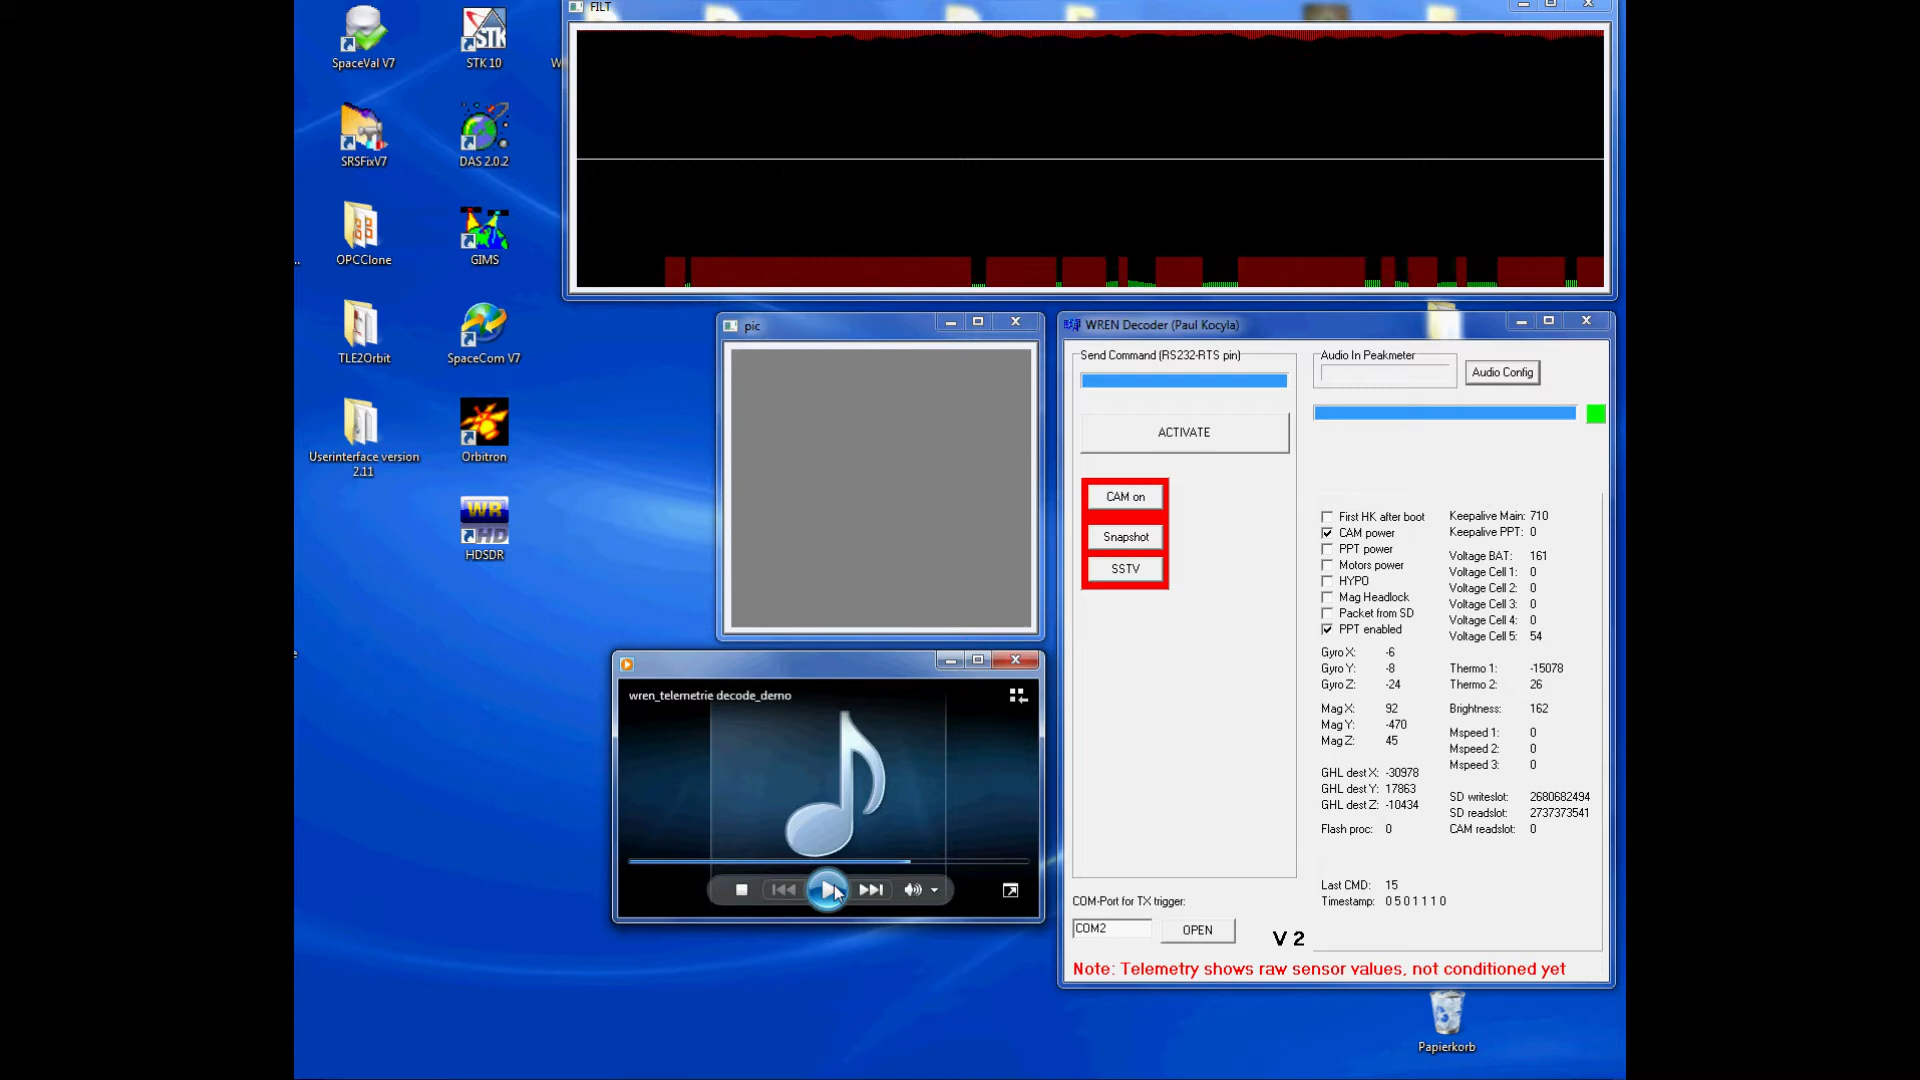 FILT
SpaceVal V7
STK 10
W
SRSFixV7
DAS 2.0.2
OPCClone
GIMS
..
TLE2Orbit
SpaceCom V7
Userinterface version
2.11
Orbitron
WR
HD
HDSDR
pic
wren_telemetrie decode_demo
WREN Decoder (Paul Kocyla)
Send Command (RS232-RTS pin)
ACTIVATE
CAM on
Snapshot
SSTV
COM-Port for TX trigger:
COM2
OPEN
V 2
Audio In Peakmeter
Audio Config
First HK after boot
CAM power
PPT power
Motors power
HYPO
Mag Headlock
Packet from SD
PPT enabled
Gyro X: -6
Gyro Y: -8
Gyro Z: -24
Mag X: 92
Mag Y: -470
Mag Z: 45
GHL dest X: -30978
GHL dest Y: 17863
GHL dest Z: -10434
Flash proc: 0
Keepalive Main: 710
Keepalive PPT: 0
Voltage BAT: 161
Voltage Cell 1: 0
Voltage Cell 2: 0
Voltage Cell 3: 0
Voltage Cell 4: 0
Voltage Cell 5: 54
Thermo 1: -15078
Thermo 2: 26
Brightness: 162
Mspeed 1: 0
Mspeed 2: 0
Mspeed 3: 0
SD writeslot: 2680682494
SD readslot: 2737373541
CAM readslot: 0
Last CMD: 15
Timestamp: 0 5 0 1 1 1 0
Note: Telemetry shows raw sensor values, not conditioned yet
Papierkorb